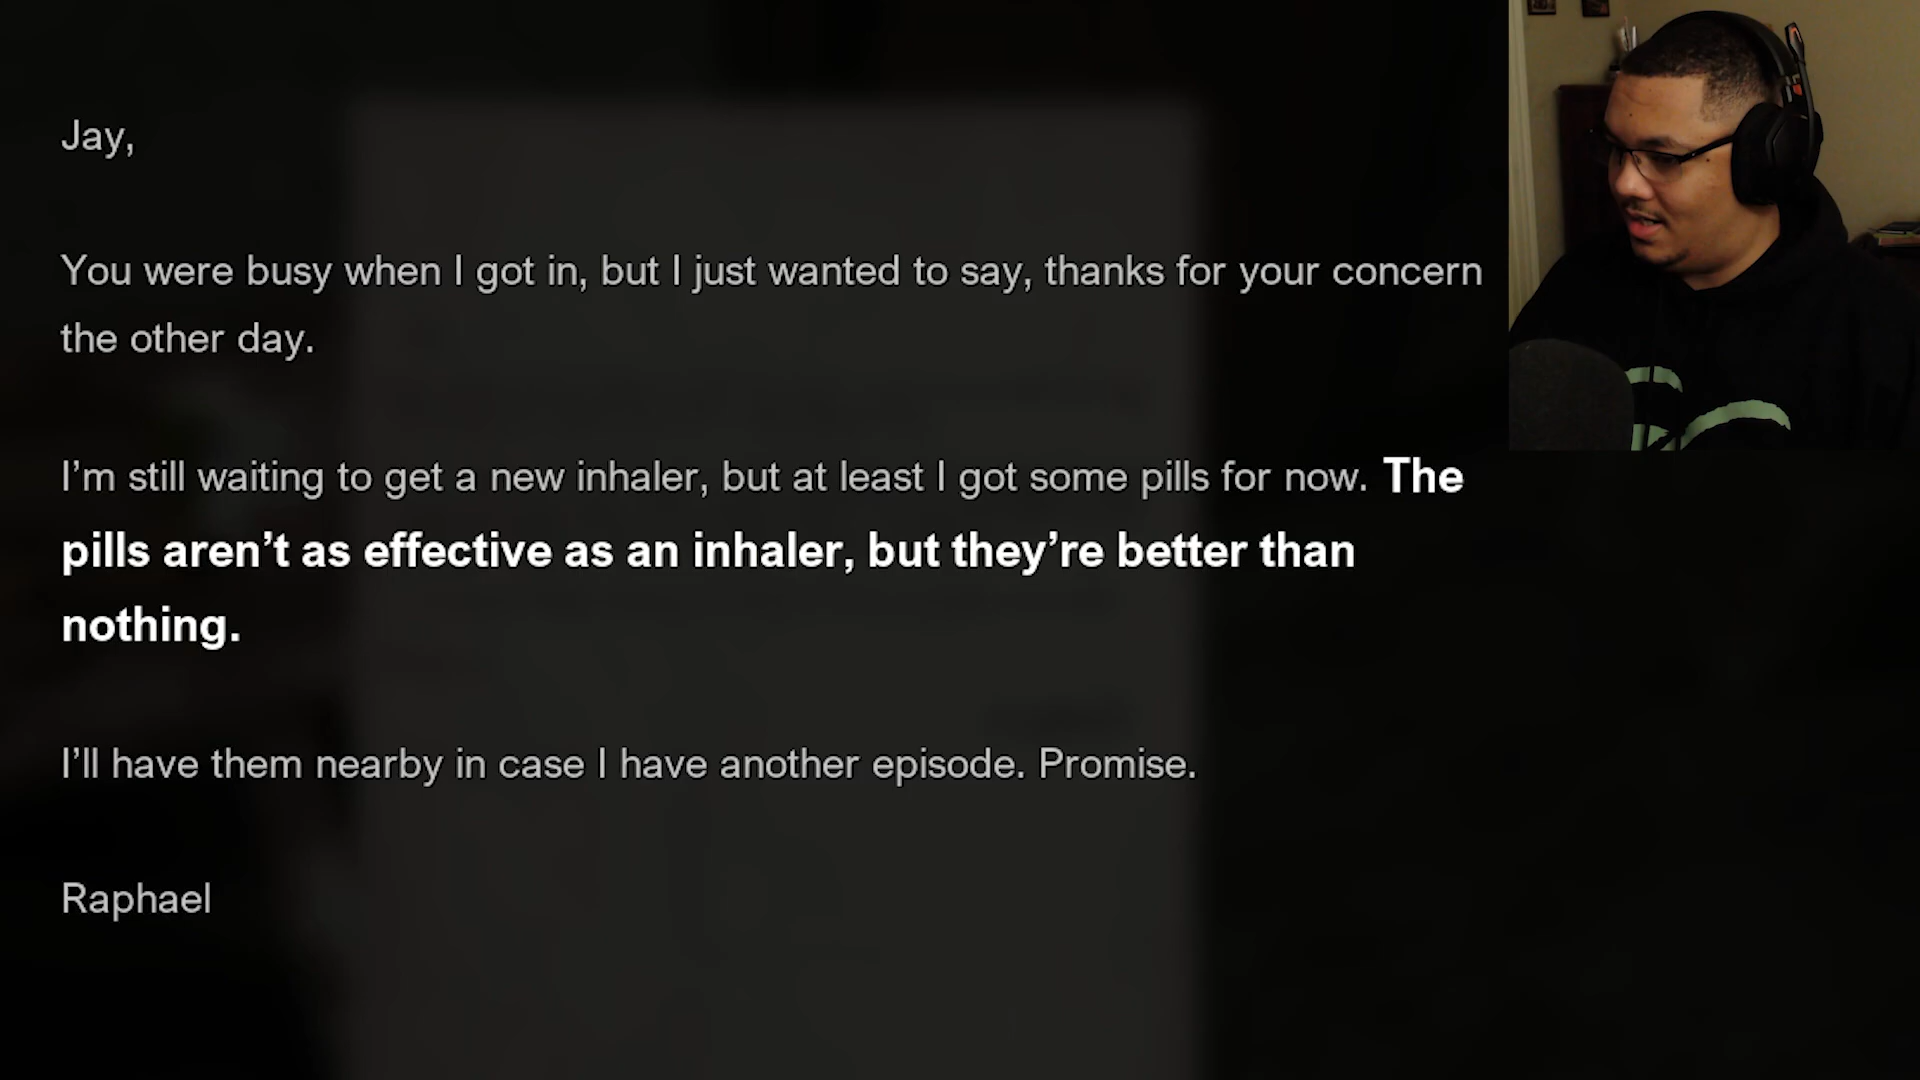 Jay,
You were busy when I got in, but I just wanted to say, thanks for your concern
the other day.
I’m still waiting to get a new inhaler, but at least I got some pills for now. The
pills aren’t as effective as an inhaler, but they’re better than
nothing.
I’ll have them nearby in case I have another episode. Promise.
Raphael